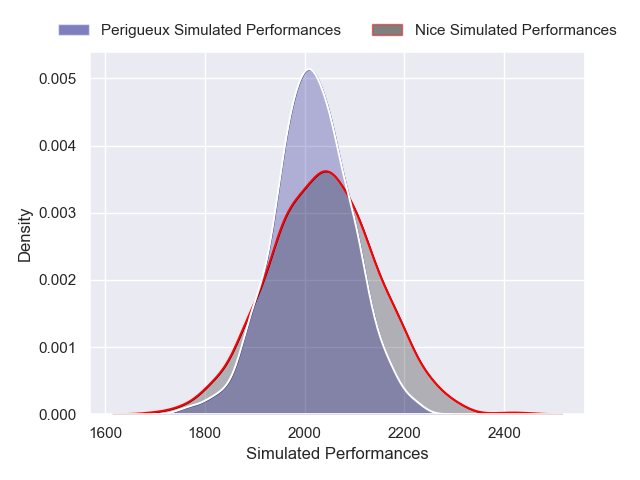 Perigueux Simulated Performances Nice Simulated Performances
0.005
0.004
0.003
0.002
0.001
0.000
Density
1600 1800 2000 2200 2400
Simulated Performances